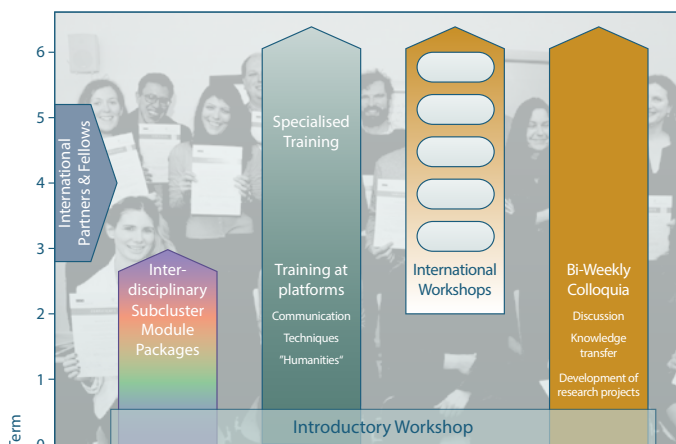 6
5
4
3
2
1
0
Term
International
Partners & Fellows
Inter-
disciplinary
Subcluster
Module
Packages
Specialised
Training
Training at
platforms
Communication
Techniques
"Humanities"
International
Workshops
Bi-Weekly
Colloquia
Discussion
Knowledge
transfer
Development of
research projects
Introductory Workshop